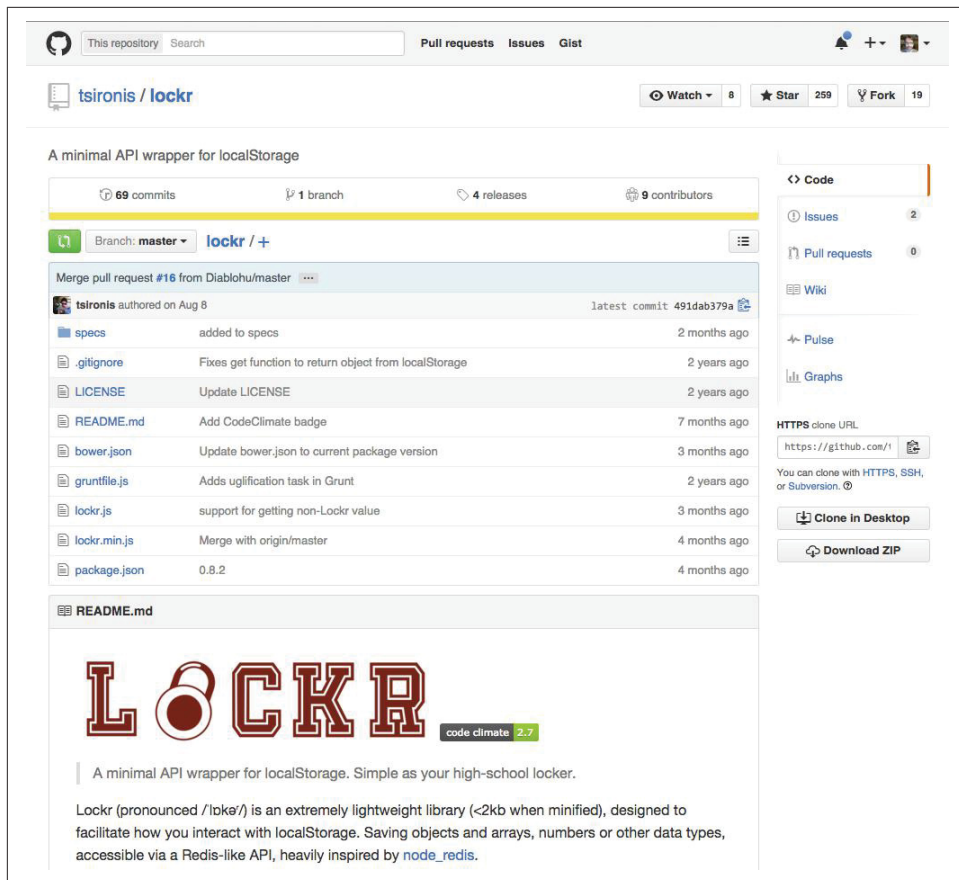 This repository Search Pull requests Issues Gist
tsironis / lockr Watch 8 Star 259 Fork 19
A minimal API wrapper for localStorage
69 commits 1 branch 4 releases 9 contributors
Branch: master lockr / +
Merge pull request #16 from Diablohu/master ...
tsironis authored on Aug 8 latest commit 491dab379a
specs added to specs 2 months ago
.gitignore Fixes get function to return object from localStorage 2 years ago
LICENSE Update LICENSE 2 years ago
README.md Add CodeClimate badge 7 months ago
bower.json Update bower.json to current package version 3 months ago
gruntfile.js Adds uglification task in Grunt 2 years ago
lockr.js support for getting non-Lockr value 3 months ago
lockr.min.js Merge with origin/master 4 months ago
package.json 0.8.2 4 months ago
<> Code
Issues 2
Pull requests 0
Wiki
Pulse
Graphs
HTTPS clone URL
https://github.com/t
You can clone with HTTPS, SSH,
or Subversion.
Clone in Desktop
Download ZIP
README.md
LOCKR
code climate 2.7
A minimal API wrapper for localStorage. Simple as your high-school locker.
Lockr (pronounced /ˈlɒkəʳ/) is an extremely lightweight library (<2kb when minified), designed to
facilitate how you interact with localStorage. Saving objects and arrays, numbers or other data types,
accessible via a Redis-like API, heavily inspired by node_redis.